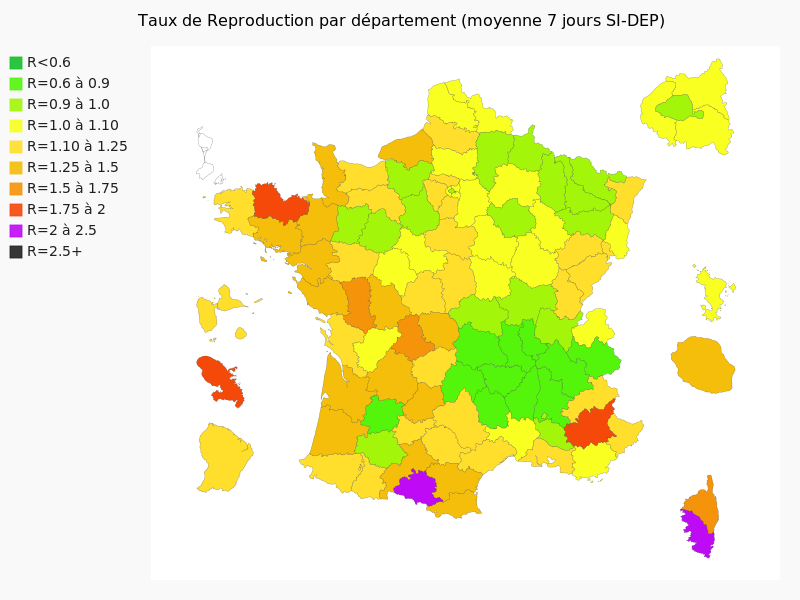 Taux de Reproduction par département (moyenne 7 jours SI-DEP)
R<0.6
R=0.6 à 0.9
R=0.9 à 1.0
R=1.0 à 1.10
R=1.10 à 1.25
R=1.25 à 1.5
R=1.5 à 1.75
R=1.75 à 2
R=2 à 2.5
R=2.5+